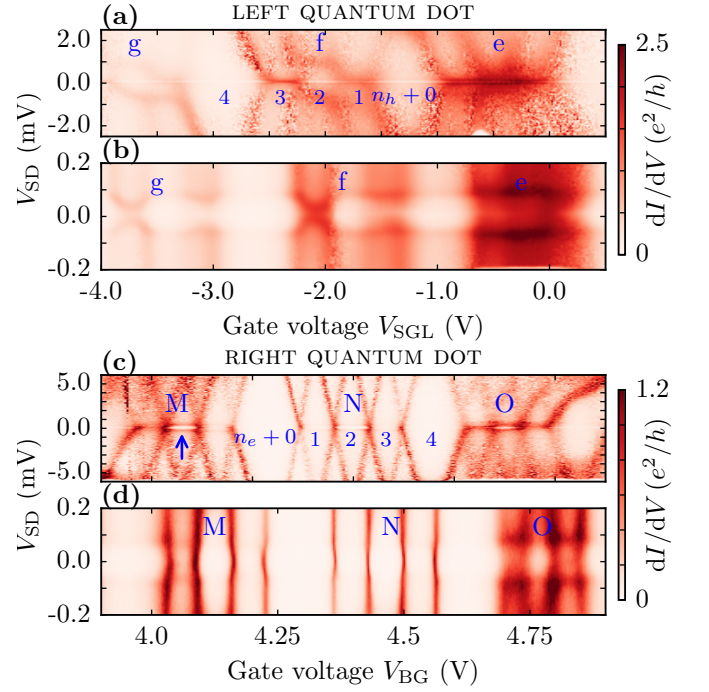 LEFT QUANTUM DOT
(a)
g f e
4 3 2 1 n_h + 0
2.0
0.0
-2.0
V_SD (mV)
(b)
g f e
0.2
0.0
-0.2
-4.0 -3.0 -2.0 -1.0 0.0
Gate voltage V_SGL (V)
2.5
0
dI/dV (e²/h)
RIGHT QUANTUM DOT
(c)
M N O
n_e + 0 1 2 3 4
5.0
0.0
-5.0
V_SD (mV)
(d)
M N O
0.2
0.0
-0.2
4.0 4.25 4.5 4.75
Gate voltage V_BG (V)
1.2
0
dI/dV (e²/h)